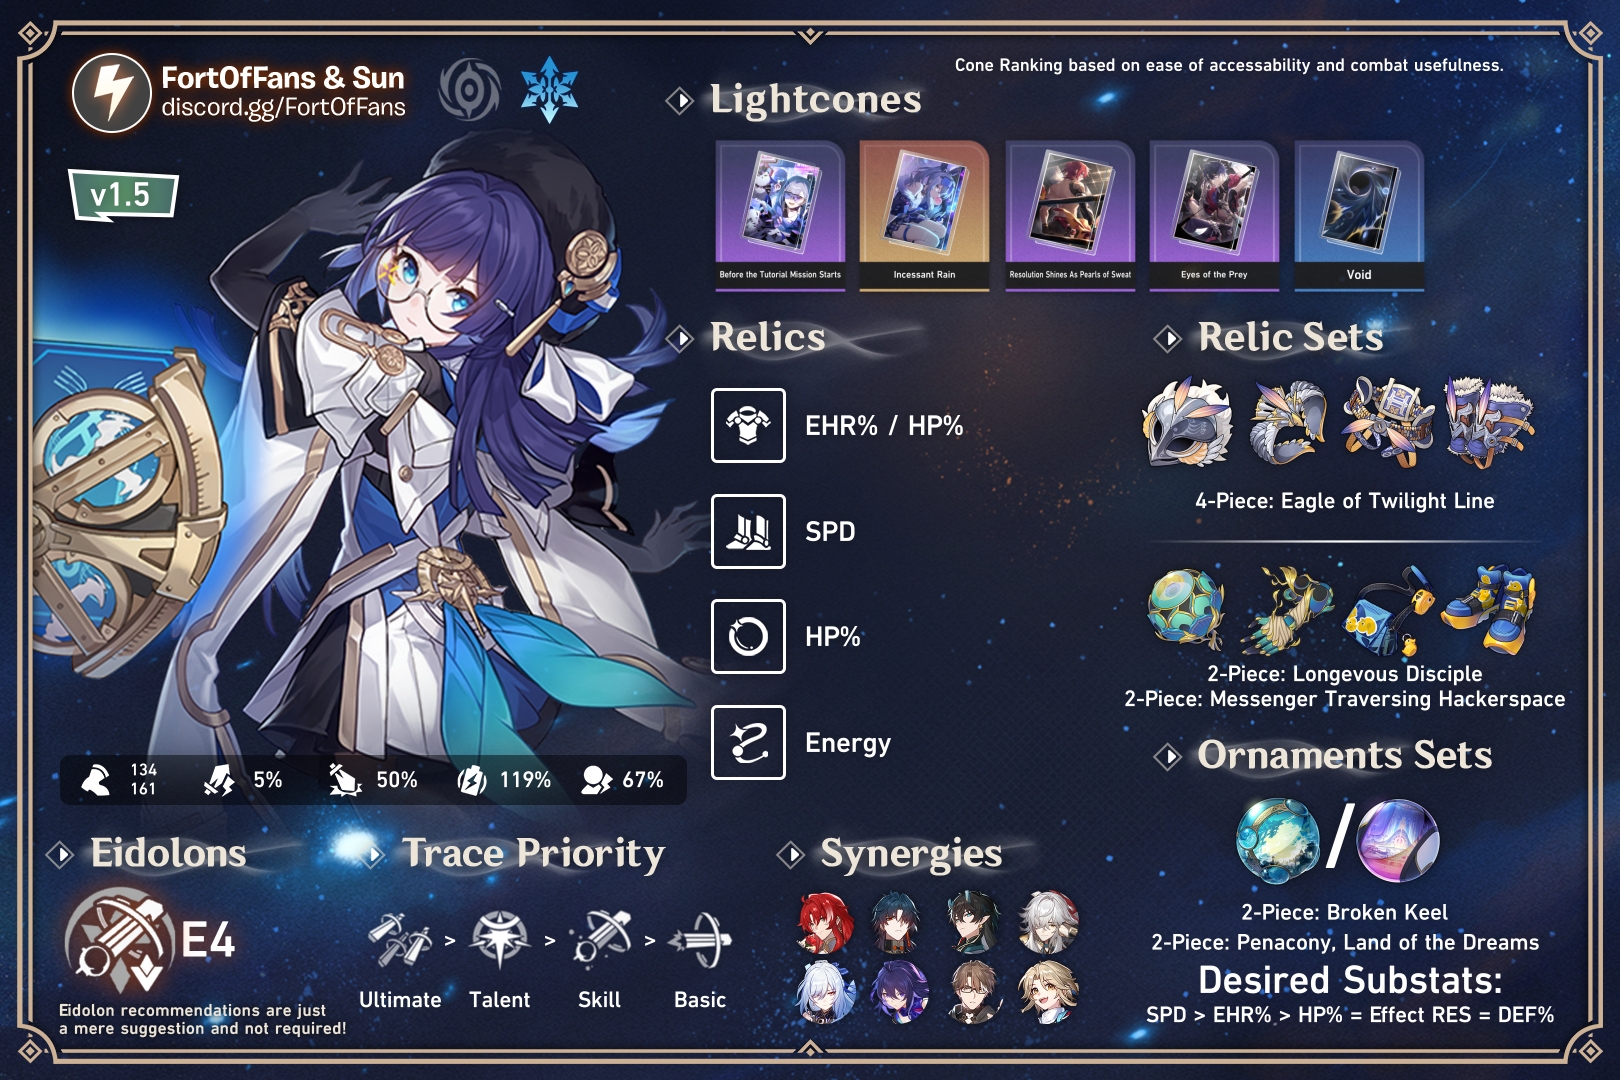 FortOfFans & Sun
discord.gg/FortOfFans
v1.5
Cone Ranking based on ease of accessability and combat usefulness.
Lightcones
Before the Tutorial Mission Starts
Incessant Rain
Resolution Shines As Pearls of Sweat
Eyes of the Prey
Void
Relics
EHR% / HP%
SPD
HP%
Energy
Relic Sets
4-Piece: Eagle of Twilight Line
2-Piece: Longevous Disciple
2-Piece: Messenger Traversing Hackerspace
Ornaments Sets
2-Piece: Broken Keel
2-Piece: Penacony, Land of the Dreams
Desired Substats:
SPD > EHR% > HP% = Effect RES = DEF%
134
161
5%
50%
119%
67%
Eidolons
E4
Eidolon recommendations are just
a mere suggestion and not required!
Trace Priority
> > >
Ultimate Talent Skill Basic
Synergies